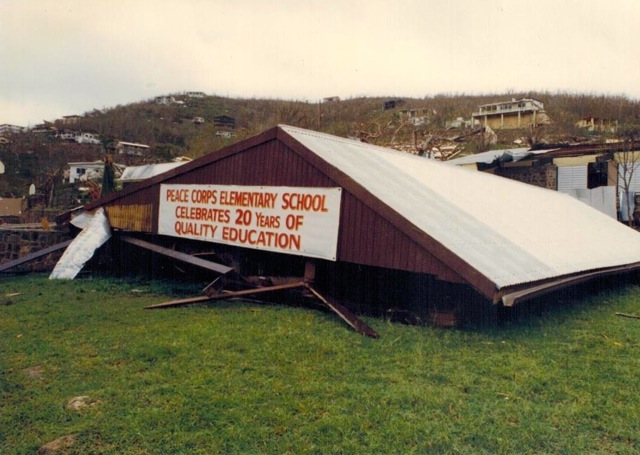 PEACE CORPS ELEMENTARY SCHOOL
CELEBRATES 20 YEARS OF
QUALITY EDUCATION